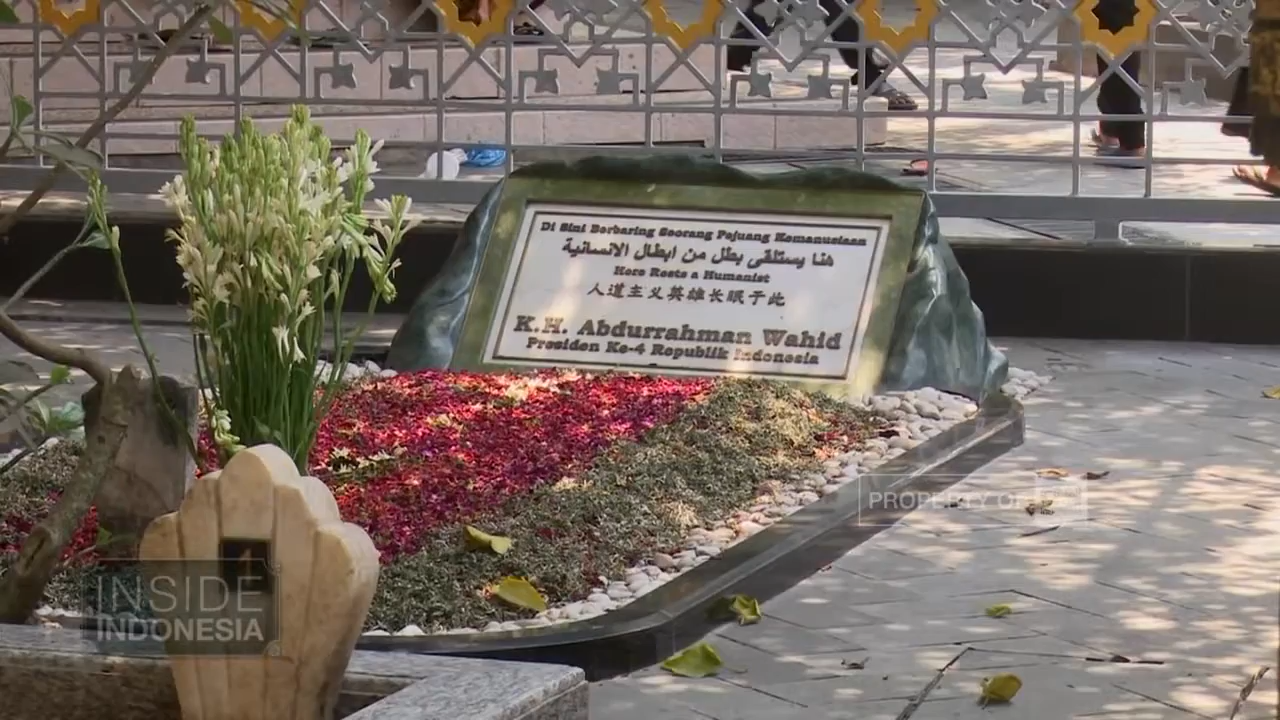 Di Sini Berbaring Seorang Pejuang Kemanusiaan
هنا يستلقى بطل من ابطال الانسانية
Here Rests a Humanist
人道主义英雄长眠于此
K.H. Abdurrahman Wahid
Presiden Ke-4 Republik Indonesia
PROPERTY OF
INSIDE
INDONESIA